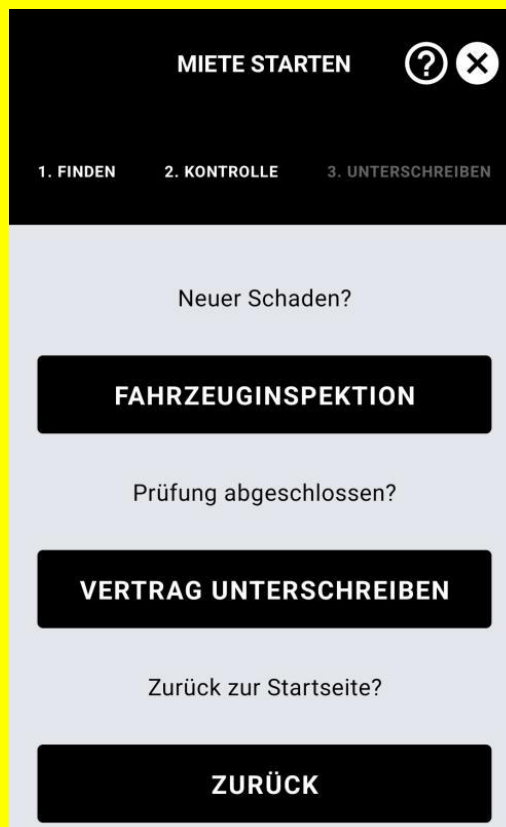 MIETE STARTEN
1. FINDEN 2. KONTROLLE 3. UNTERSCHREIBEN
Neuer Schaden?
FAHRZEUGINSPEKTION
Prüfung abgeschlossen?
VERTRAG UNTERSCHREIBEN
Zurück zur Startseite?
ZURÜCK